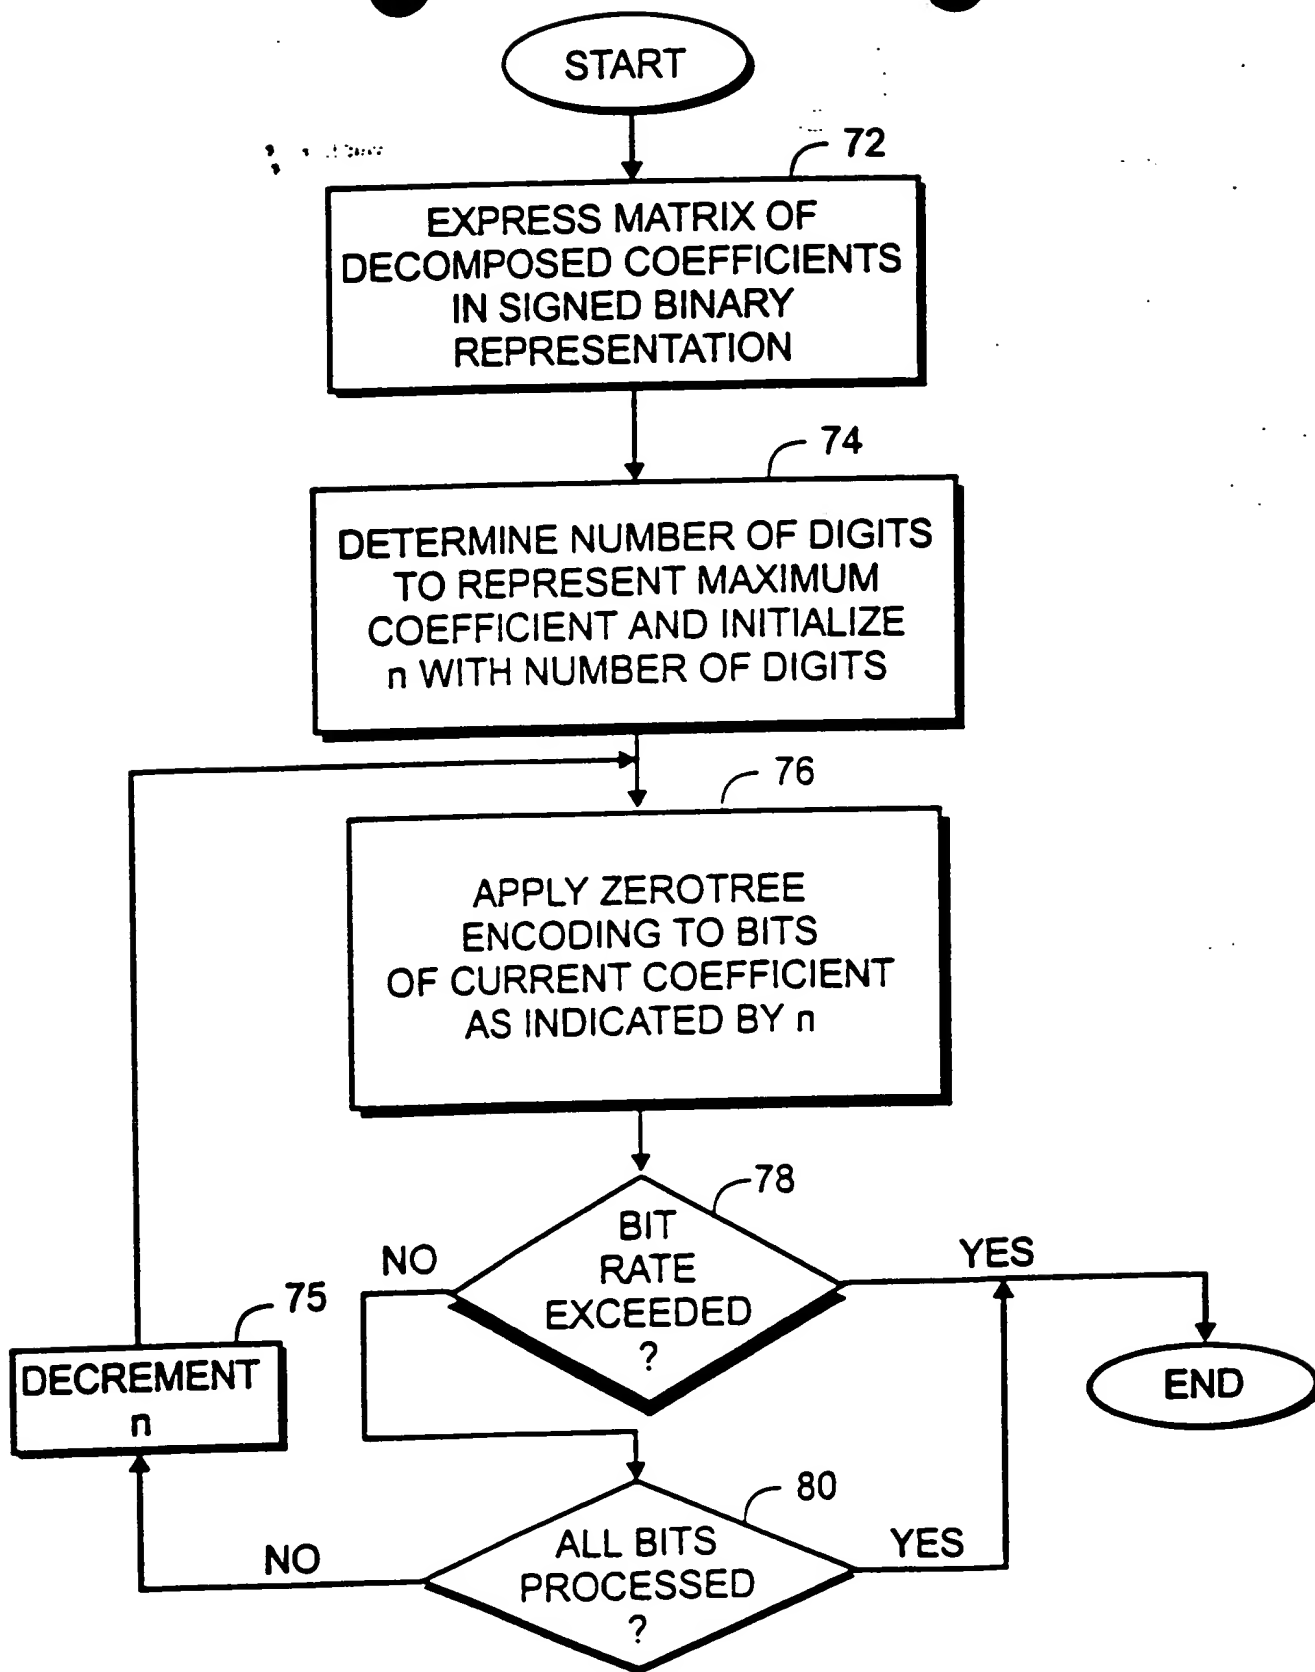 START
72
EXPRESS MATRIX OF
DECOMPOSED COEFFICIENTS
IN SIGNED BINARY
REPRESENTATION
74
DETERMINE NUMBER OF DIGITS
TO REPRESENT MAXIMUM
COEFFICIENT AND INITIALIZE
n WITH NUMBER OF DIGITS
76
APPLY ZEROTREE
ENCODING TO BITS
OF CURRENT COEFFICIENT
AS INDICATED BY n
78
BIT
RATE
EXCEEDED
?
NO
YES
75
DECREMENT
n
END
80
ALL BITS
PROCESSED
?
NO
YES